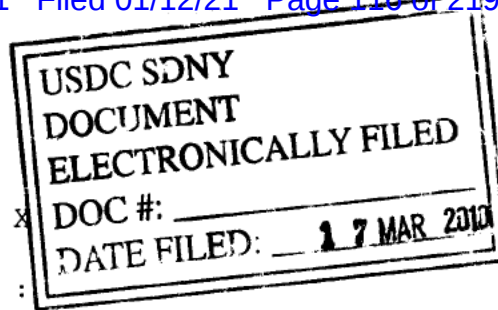 1 Filed 01/12/21 Page 116 of 219
USDC SDNY
DOCUMENT
ELECTRONICALLY FILED
x DOC #:
DATE FILED: 17 MAR 2010
: